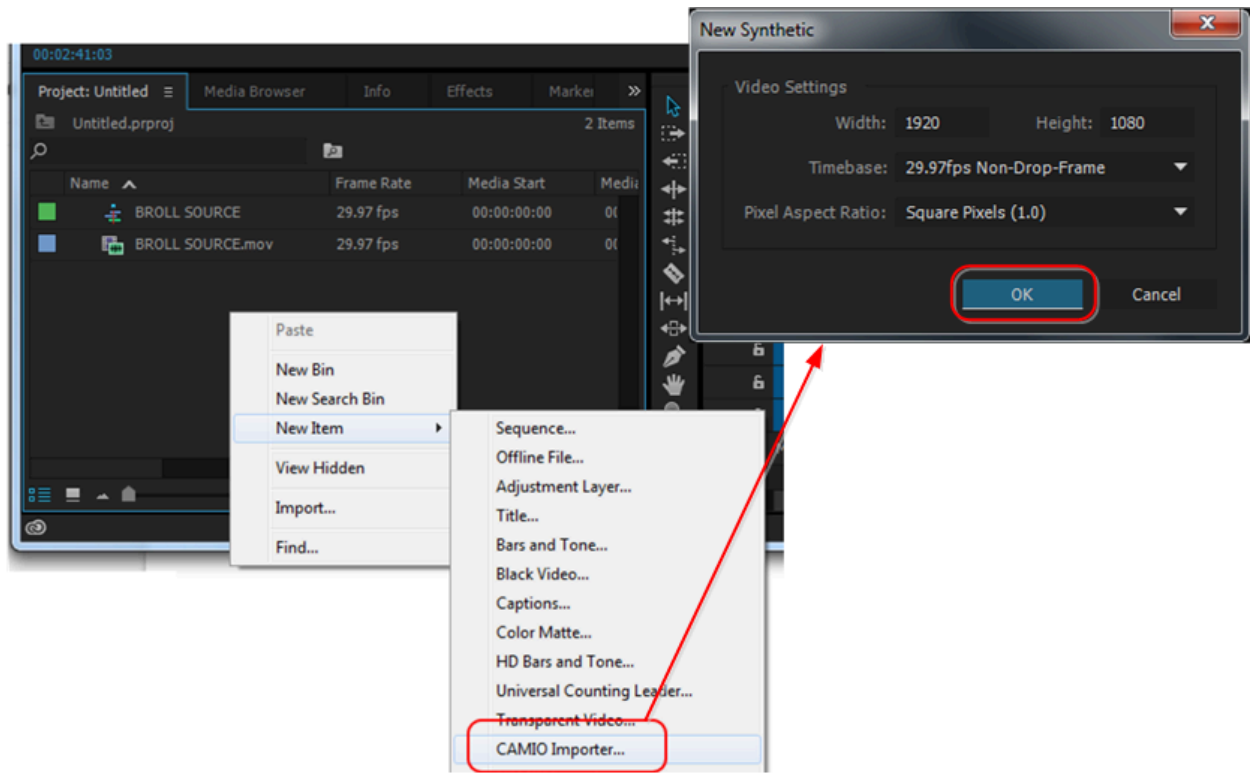 00:02:41:03
Project: Untitled
Media Browser
Info
Effects
Marker
Untitled.prproj
2 Items
Name
Frame Rate
Media Start
Media
BROLL SOURCE
29.97 fps
00:00:00:00
00
BROLL SOURCE.mov
29.97 fps
00:00:00:00
00
Paste
New Bin
New Search Bin
New Item
View Hidden
Import...
Find...
Sequence...
Offline File...
Adjustment Layer...
Title...
Bars and Tone...
Black Video...
Captions...
Color Matte...
HD Bars and Tone...
Universal Counting Leader...
Transparent Video...
CAMIO Importer...
New Synthetic
Video Settings
Width: 1920 Height: 1080
Timebase: 29.97fps Non-Drop-Frame
Pixel Aspect Ratio: Square Pixels (1.0)
OK Cancel